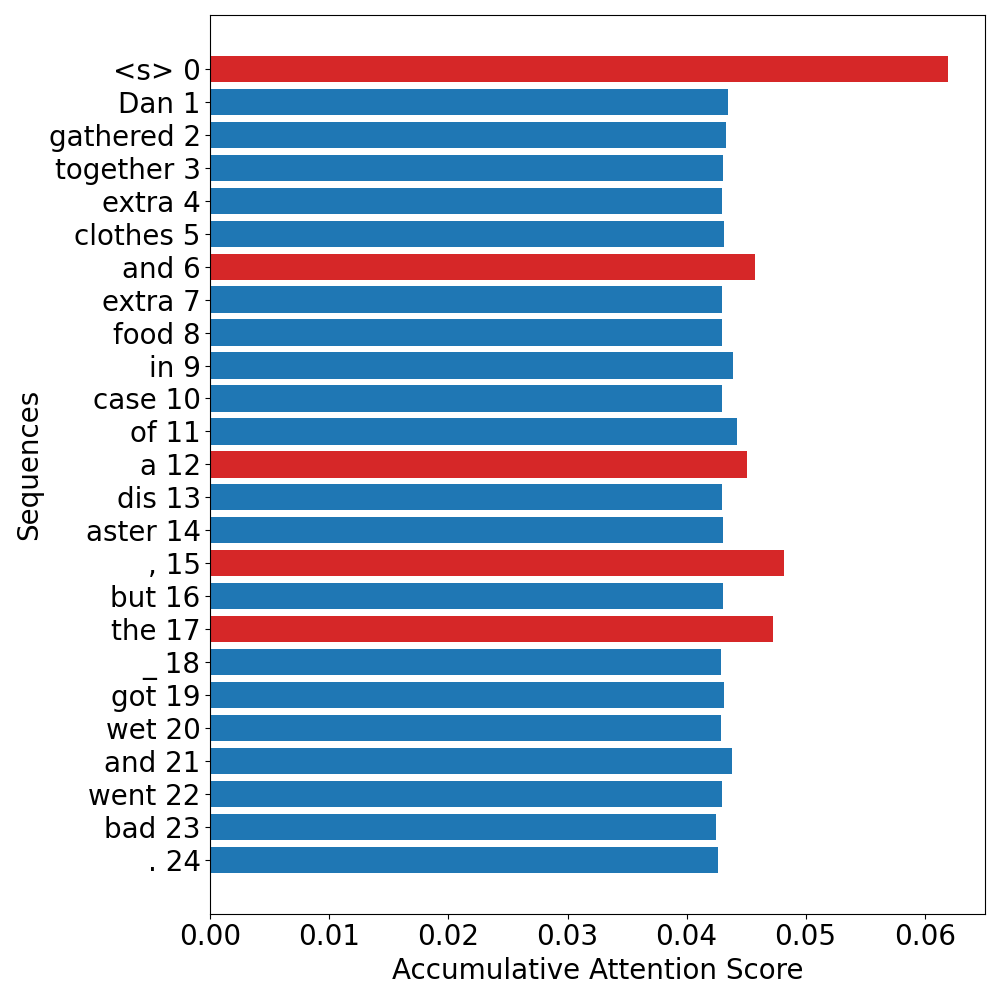 <s> 0
Dan 1
gathered 2
together 3
extra 4
clothes 5
and 6
extra 7
food 8
in 9
case 10
of 11
a 12
dis 13
aster 14
, 15
but 16
the 17
_ 18
got 19
wet 20
and 21
went 22
bad 23
. 24
Sequences
0.00 0.01 0.02 0.03 0.04 0.05 0.06
Accumulative Attention Score